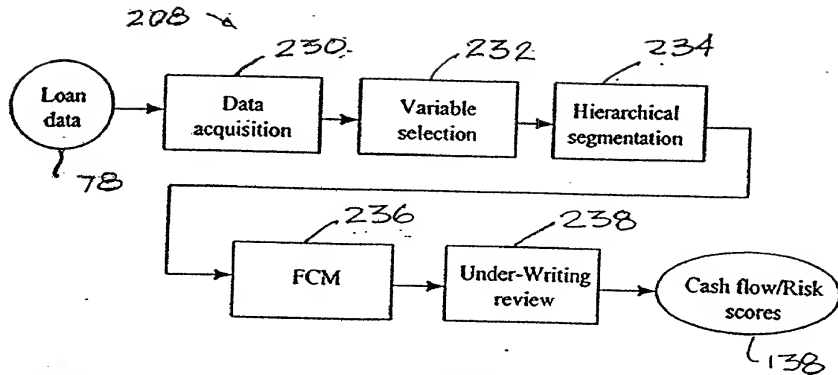 208
230
232
234
Loan
data
Data
acquisition
Variable
selection
Hierarchical
segmentation
78
236
238
FCM
Under-Writing
review
Cash flow/Risk
scores
138